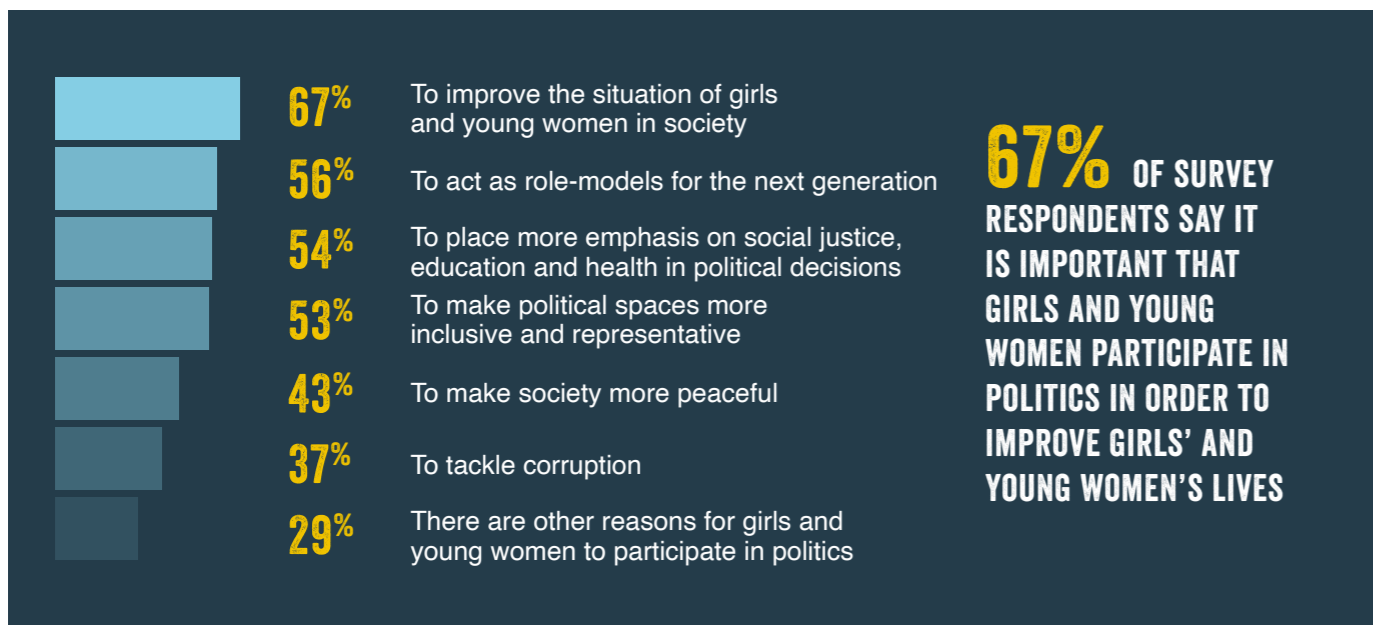 67%
To improve the situation of girls
and young women in society
56%
To act as role-models for the next generation
54%
To place more emphasis on social justice,
education and health in political decisions
53%
To make political spaces more
inclusive and representative
43%
To make society more peaceful
37%
To tackle corruption
29%
There are other reasons for girls and
young women to participate in politics
67% OF SURVEY
RESPONDENTS SAY IT
IS IMPORTANT THAT
GIRLS AND YOUNG
WOMEN PARTICIPATE IN
POLITICS IN ORDER TO
IMPROVE GIRLS’ AND
YOUNG WOMEN’S LIVES